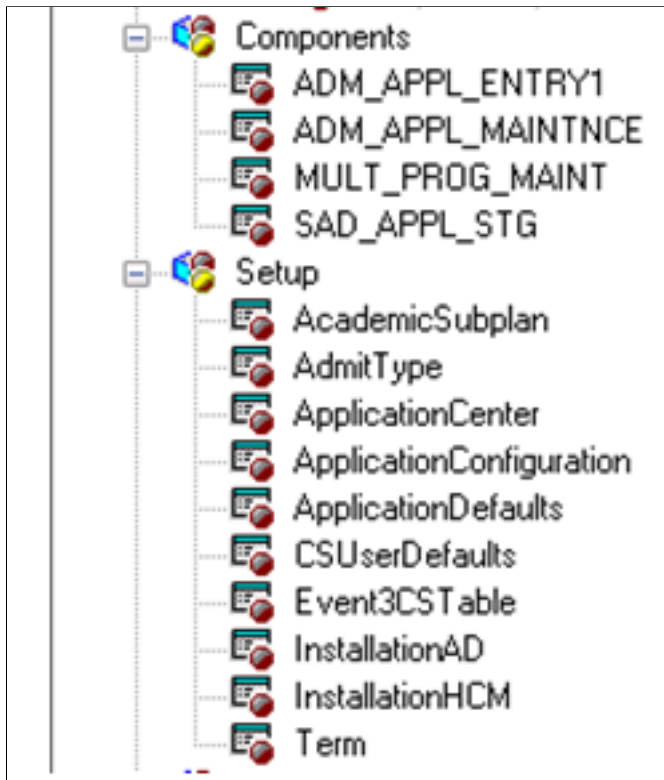 Components
ADM_APPL_ENTRY1
ADM_APPL_MAINTNCE
MULT_PROG_MAINT
SAD_APPL_STG
Setup
AcademicSubplan
AdmitType
ApplicationCenter
ApplicationConfiguration
ApplicationDefaults
CSUserDefaults
Event3CSTable
InstallationAD
InstallationHCM
Term